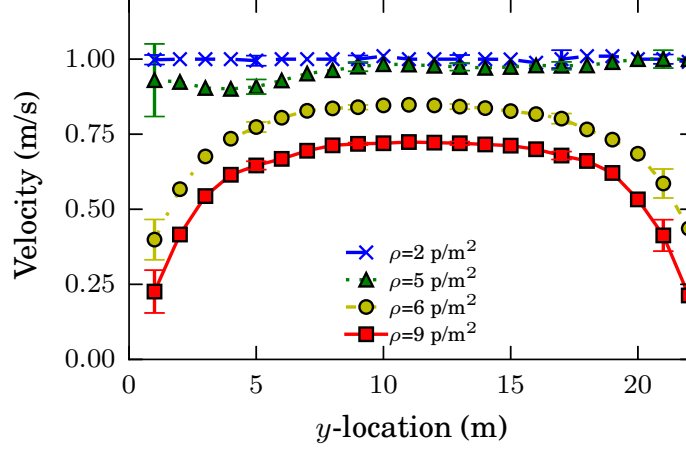 1.00
0.75
0.50
0.25
0.00
Velocity (m/s)
ρ=2 p/m²
ρ=5 p/m²
ρ=6 p/m²
ρ=9 p/m²
0 5 10 15 20
y-location (m)